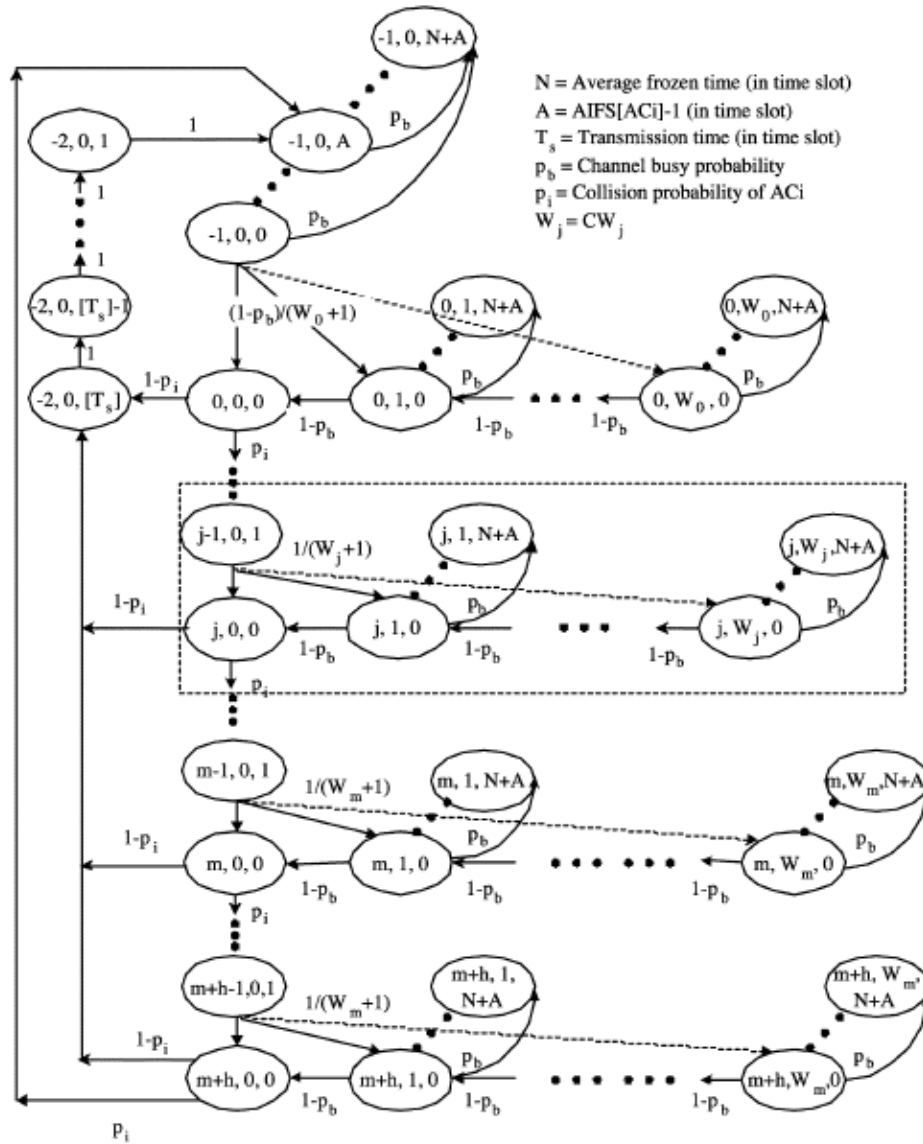 -1, 0, N+A
N = Average frozen time (in time slot)
A = AIFS[ACi]-1 (in time slot)
T_s = Transmission time (in time slot)
p_b = Channel busy probability
p_i = Collision probability of ACi
W_j = CW_j
-2, 0, 1
1
-1, 0, A
p_b
1
-1, 0, 0
p_b
1
-2, 0, [T_s]-1
(1-p_b)/(W_0+1)
0, 1, N+A
0,W_0,N+A
1
1-p_i
p_b
p_b
-2, 0, [T_s]
0, 0, 0
0, 1, 0
0, W_0, 0
1-p_b
1-p_b
1-p_b
p_i
j-1, 0, 1
1/(W_j+1)
j, 1, N+A
j,W_j,N+A
1-p_i
p_b
p_b
j, 0, 0
j, 1, 0
j, W_j, 0
1-p_b
1-p_b
1-p_b
p_i
m-1, 0, 1
1/(W_m+1)
m, 1, N+A
m,W_m,N+A
1-p_i
p_b
p_b
m, 0, 0
m, 1, 0
m, W_m, 0
1-p_b
1-p_b
1-p_b
p_i
m+h-1,0,1
1/(W_m+1)
m+h, 1,
N+A
m+h, W_m,
N+A
1-p_i
p_b
p_b
m+h, 0, 0
m+h, 1, 0
m+h,W_m,0
1-p_b
1-p_b
1-p_b
p_i